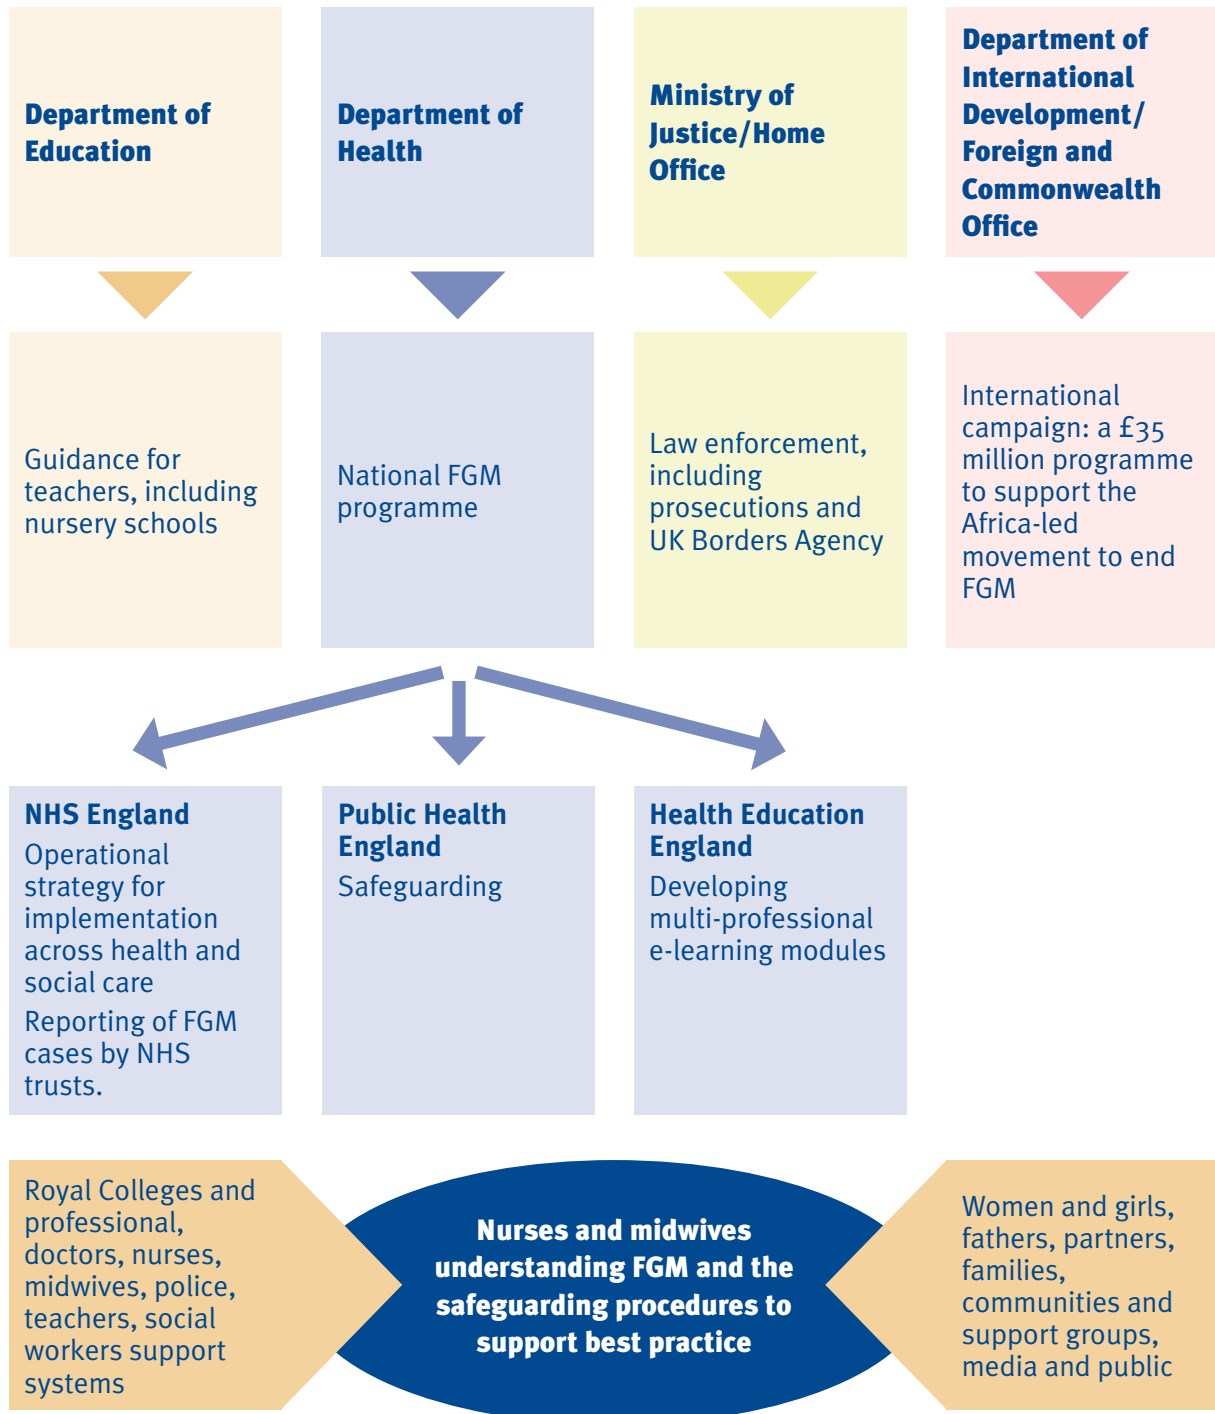 Department of
Education
Department of
Health
Ministry of
Justice/Home
Office
Department of
International
Development/
Foreign and
Commonwealth
Office
Guidance for
teachers, including
nursery schools
National FGM
programme
Law enforcement,
including
prosecutions and
UK Borders Agency
International
campaign: a £35
million programme
to support the
Africa-led
movement to end
FGM
NHS England
Operational
strategy for
implementation
across health and
social care
Reporting of FGM
cases by NHS
trusts.
Public Health
England
Safeguarding
Health Education
England
Developing
multi-professional
e-learning modules
Royal Colleges and
professional,
doctors, nurses,
midwives, police,
teachers, social
workers support
systems
Nurses and midwives
understanding FGM and the
safeguarding procedures to
support best practice
Women and girls,
fathers, partners,
families,
communities and
support groups,
media and public